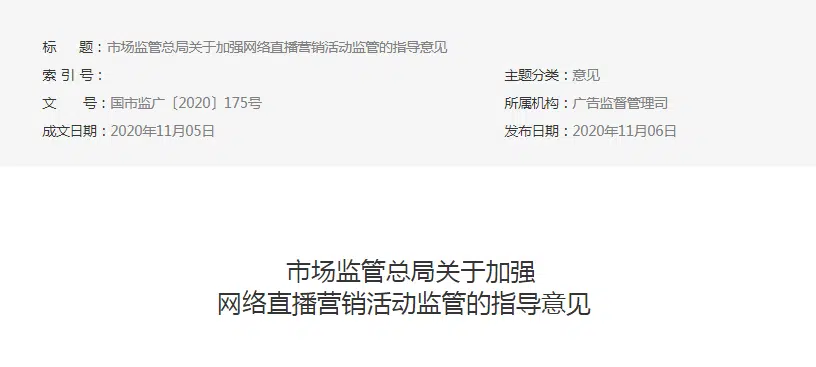 标 题：市场监管总局关于加强网络直播营销活动监管的指导意见
索 引 号：
主题分类：意见
文 号：国市监广〔2020〕175号
所属机构：广告监督管理司
成文日期：2020年11月05日
发布日期：2020年11月06日
市场监管总局关于加强
网络直播营销活动监管的指导意见